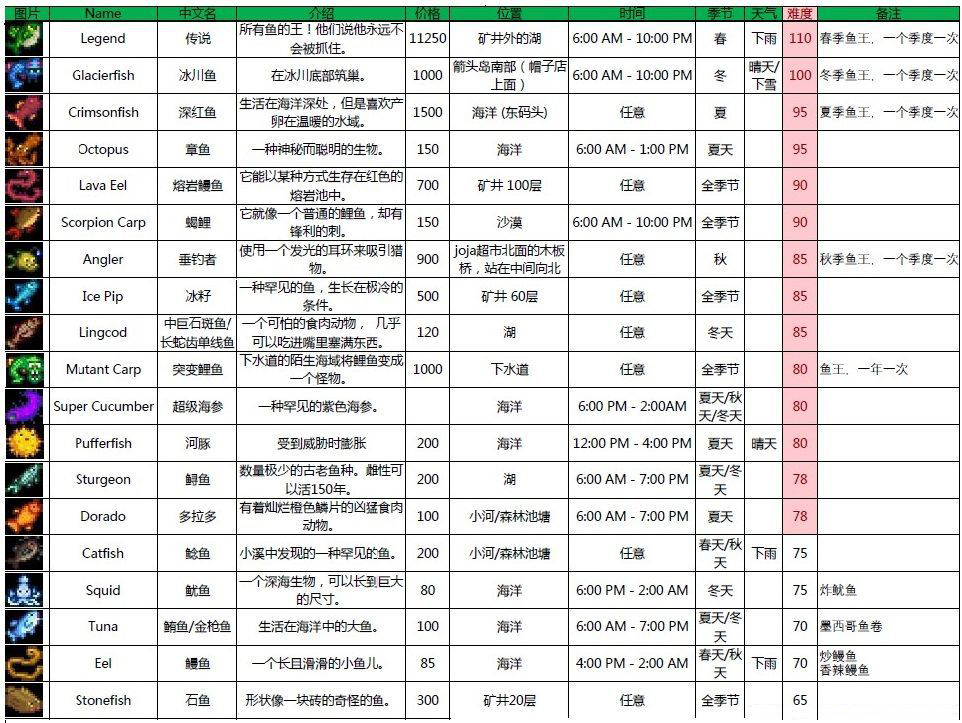 图片 Name 中文名 介绍 价格 位置 时间 季节 天气 难度 备注
Legend 传说 所有鱼的王！他们说他永远不会被抓住。 11250 矿井外的湖 6:00 AM - 10:00 PM 春 下雨 110 春季鱼王，一个季度一次
Glacierfish 冰川鱼 在冰川底部筑巢。 1000 箭头岛南部（帽子店上面） 6:00 AM - 10:00 PM 冬 晴天/下雪 100 冬季鱼王，一个季度一次
Crimsonfish 深红鱼 生活在海洋深处，但是喜欢产卵在温暖的水域。 1500 海洋 (东码头) 任意 夏 95 夏季鱼王，一个季度一次
Octopus 章鱼 一种神秘而聪明的生物。 150 海洋 6:00 AM - 1:00 PM 夏天 95
Lava Eel 熔岩鳗鱼 它能以某种方式生存在红色的熔岩池中。 700 矿井 100层 任意 全季节 90
Scorpion Carp 蝎鲤 它就像一个普通的鲤鱼，却有锋利的刺。 150 沙漠 6:00 AM - 10:00 PM 全季节 90
Angler 垂钓者 使用一个发光的耳环来吸引猎物。 900 joja超市北面的木板桥，站在中间向北 任意 秋 85 秋季鱼王，一个季度一次
Ice Pip 冰籽 一种罕见的鱼，生长在极冷的条件。 500 矿井 60层 任意 全季节 85
Lingcod 中巨石斑鱼/长蛇齿单线鱼 一个可怕的食肉动物， 几乎可以吃进嘴里塞满东西。 120 湖 任意 冬天 85
Mutant Carp 突变鲤鱼 下水道的陌生海域将鲤鱼变成一个怪物。 1000 下水道 任意 全季节 80 鱼王，一年一次
Super Cucumber 超级海参 一种罕见的紫色海参。 海洋 6:00 PM - 2:00AM 夏天/秋天/冬天 80
Pufferfish 河豚 受到威胁时膨胀 200 海洋 12:00 PM - 4:00 PM 夏天 晴天 80
Sturgeon 鲟鱼 数量极少的古老鱼种。雌性可以活150年。 200 湖 6:00 AM - 7:00 PM 夏天/冬天 78
Dorado 多拉多 有着灿烂橙色鳞片的凶猛食肉动物。 100 小河/森林池塘 6:00 AM - 7:00 PM 夏天 78
Catfish 鲶鱼 小溪中发现的一种罕见的鱼。 200 小河/森林池塘 任意 春天/秋天 下雨 75
Squid 鱿鱼 一个深海生物，可以长到巨大的尺寸。 80 海洋 6:00 PM - 2:00 AM 冬天 75 炸鱿鱼
Tuna 鲔鱼/金枪鱼 生活在海洋中的大鱼。 100 海洋 6:00 AM - 7:00 PM 夏天/冬天 70 墨西哥鱼卷
Eel 鳗鱼 一个长且滑滑的小鱼儿。 85 海洋 4:00 PM - 2:00 AM 春天/秋天 下雨 70 炒鳗鱼 香辣鳗鱼
Stonefish 石鱼 形状像一块砖的奇怪的鱼。 300 矿井20层 任意 全季节 65